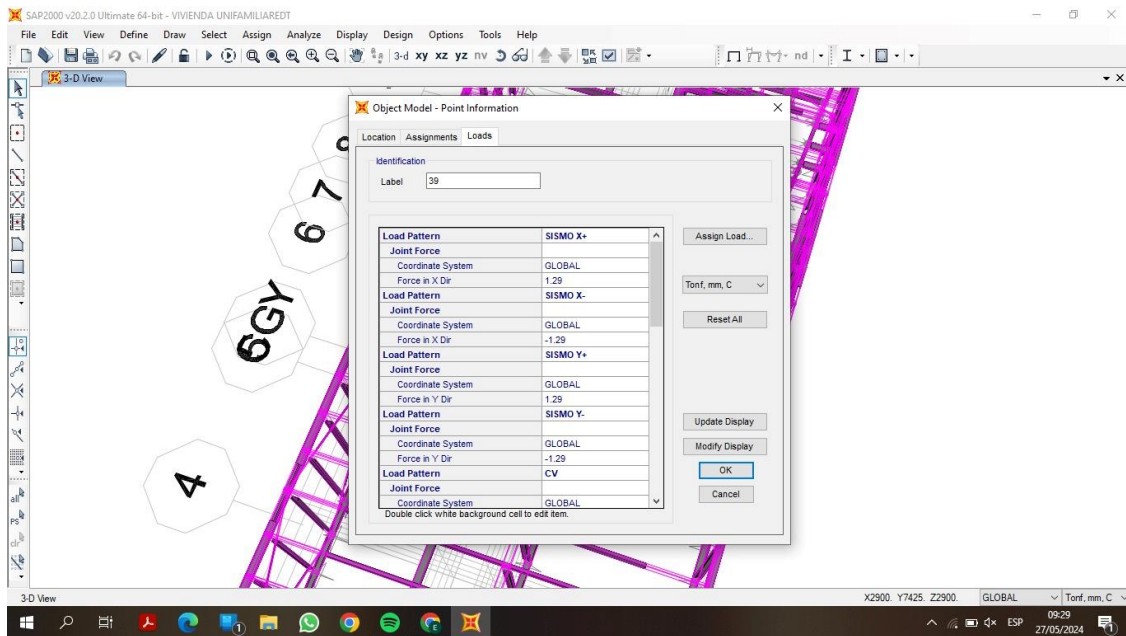 SAP2000 v20.2.0 Ultimate 64-bit - VIVIENDA UNIFAMILIAREDT
File Edit View Define Draw Select Assign Analyze Display Design Options Tools Help
3-d xy xz yz nv nd
3-D View
Object Model - Point Information
Location Assignments Loads
Identification
Label 39
Load Pattern SISMO X+
Joint Force
Coordinate System GLOBAL
Force in X Dir 1.29
Load Pattern SISMO X-
Joint Force
Coordinate System GLOBAL
Force in X Dir -1.29
Load Pattern SISMO Y+
Joint Force
Coordinate System GLOBAL
Force in Y Dir 1.29
Load Pattern SISMO Y-
Joint Force
Coordinate System GLOBAL
Force in Y Dir -1.29
Load Pattern CV
Joint Force
Coordinate System GLOBAL
Double click white background cell to edit item.
Assign Load...
Tonf, mm, C
Reset All
Update Display
Modify Display
OK
Cancel
7
6
4
all
PS
clr
3-D View X2900. Y7425. Z2900. GLOBAL Tonf, mm, C
ESP 09:29
27/05/2024